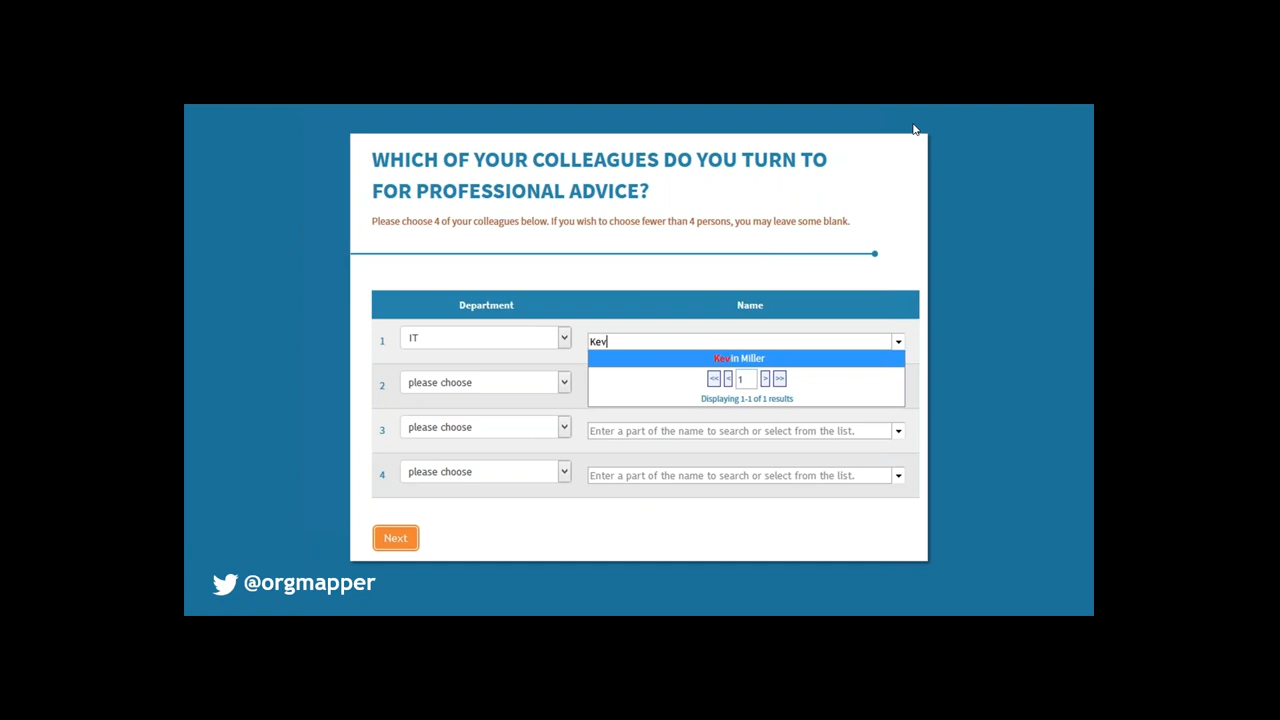 WHICH OF YOUR COLLEAGUES DO YOU TURN TO
FOR PROFESSIONAL ADVICE?
Please choose 4 of your colleagues below. If you wish to choose fewer than 4 persons, you may leave some blank.
Department Name
1 IT Kev
Kevin Miller
<< < 1 > >>
2 please choose
Displaying 1-1 of 1 results
3 please choose Enter a part of the name to search or select from the list.
4 please choose Enter a part of the name to search or select from the list.
Next
@orgmapper